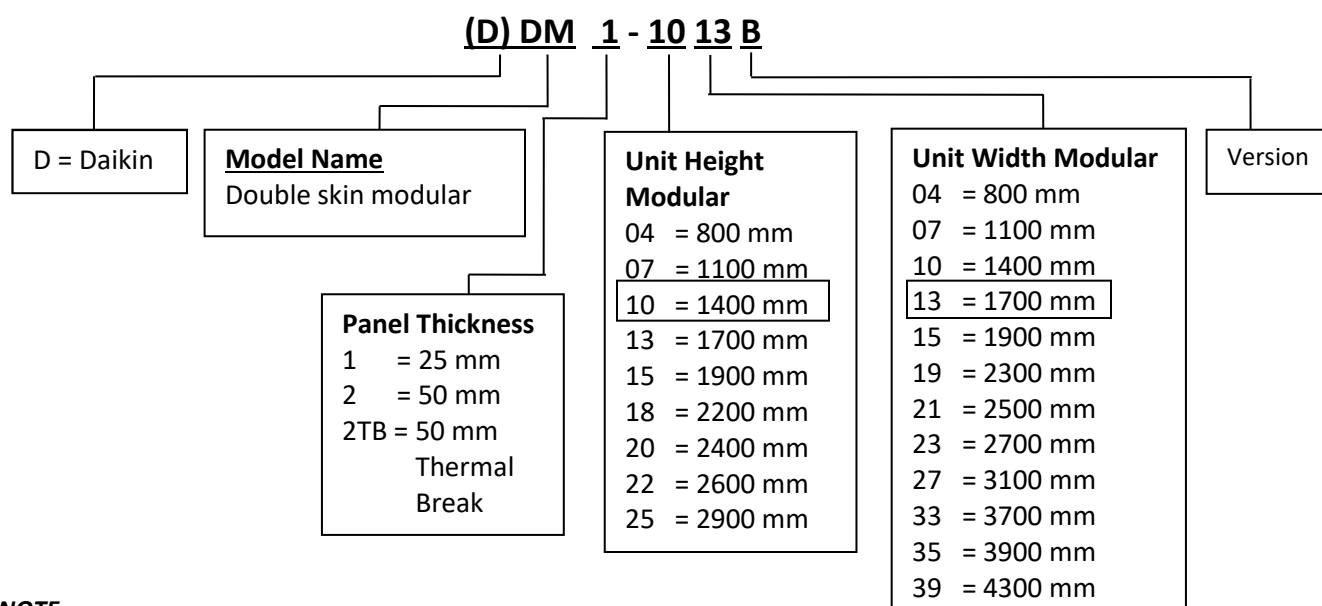 (D) DM 1 - 10 13 B
D = Daikin
Model Name
Double skin modular
Panel Thickness
1 = 25 mm
2 = 50 mm
2TB = 50 mm
Thermal
Break
Unit Height
Modular
04 = 800 mm
07 = 1100 mm
10 = 1400 mm
13 = 1700 mm
15 = 1900 mm
18 = 2200 mm
20 = 2400 mm
22 = 2600 mm
25 = 2900 mm
Unit Width Modular
04 = 800 mm
07 = 1100 mm
10 = 1400 mm
13 = 1700 mm
15 = 1900 mm
19 = 2300 mm
21 = 2500 mm
23 = 2700 mm
27 = 3100 mm
33 = 3700 mm
35 = 3900 mm
39 = 4300 mm
Version
NOTE